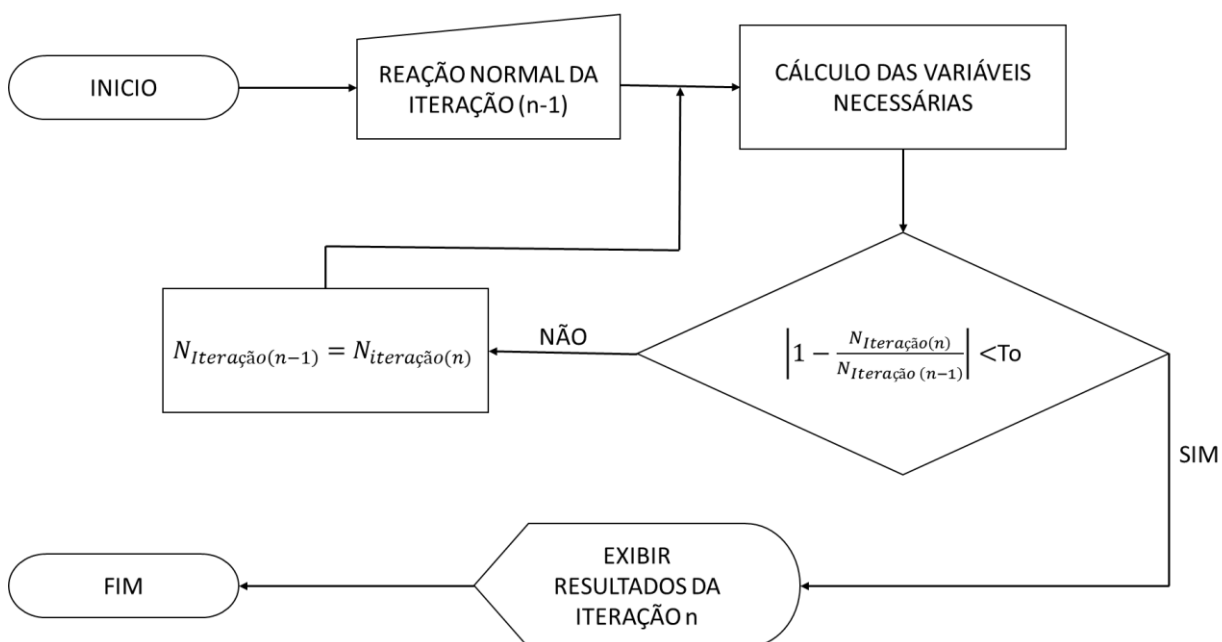 INICIO
REAÇÃO NORMAL DA
ITERAÇÃO (n-1)
CÁLCULO DAS VARIÁVEIS
NECESSÁRIAS
|1 − N_{Iteração(n)}/N_{Iteração (n−1)}| <To
NÃO
N_{Iteração(n−1)} = N_{iteração(n)}
SIM
EXIBIR
RESULTADOS DA
ITERAÇÃO n
FIM